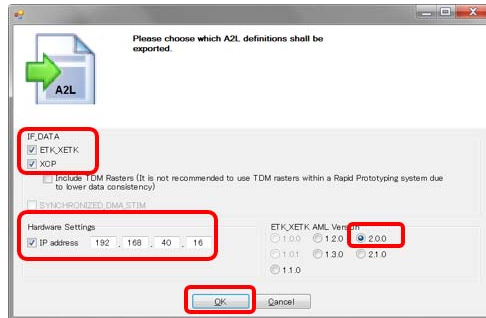 Please choose which A2L definitions shall be
exported.
A2L
IF_DATA
ETK_XETK
XCP
Include TDM Rasters (It is not recommended to use TDM rasters within a Rapid Prototyping system due
to lower data consistency)
SYNCHRONIZED_DMA_STIM
Hardware Settings
IP address 192 . 168 . 40 . 16
ETK_XETK AML Version
1.0.0 1.2.0 2.0.0
1.0.1 1.3.0 2.1.0
1.1.0
OK Cancel